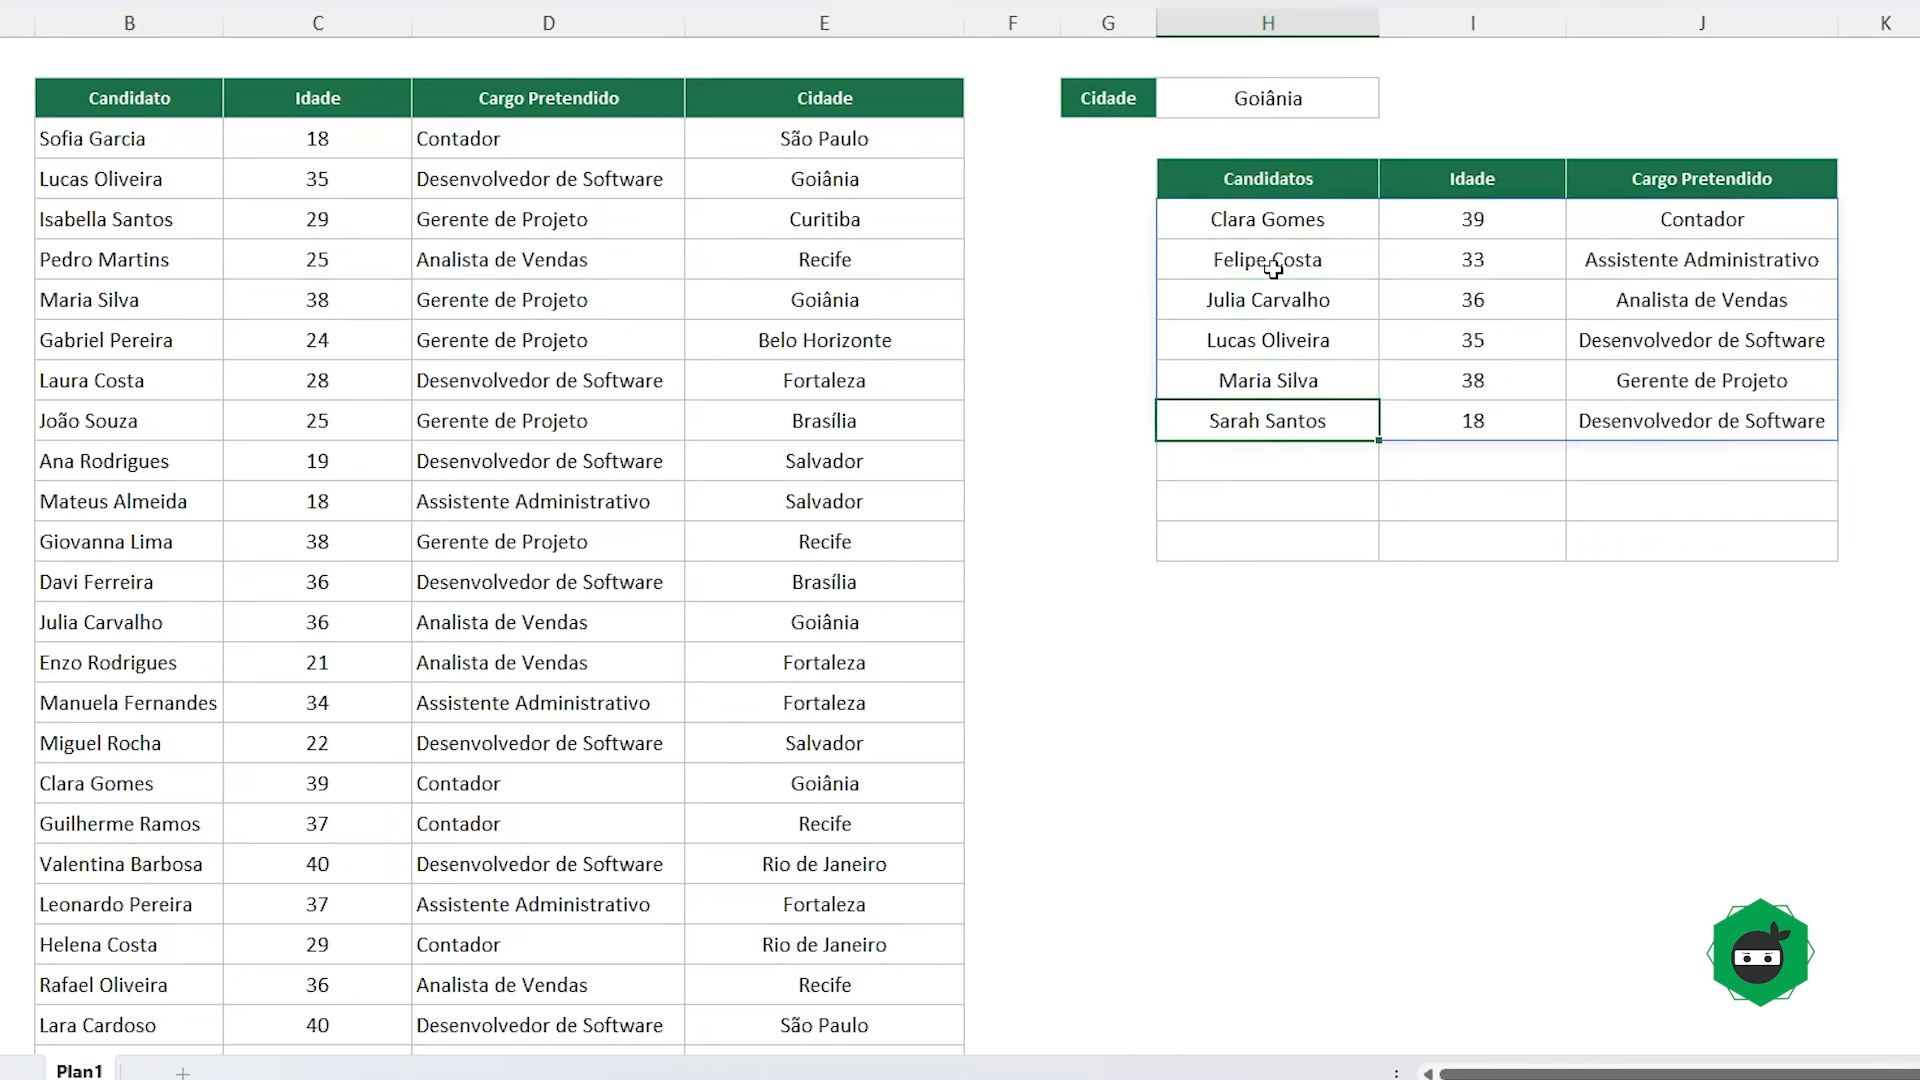 B C D E F G H I J K
Candidato Idade Cargo Pretendido Cidade
Cidade Goiânia
Sofia Garcia 18 Contador São Paulo
Lucas Oliveira 35 Desenvolvedor de Software Goiânia
Candidatos Idade Cargo Pretendido
Isabella Santos 29 Gerente de Projeto Curitiba
Clara Gomes 39 Contador
Pedro Martins 25 Analista de Vendas Recife
Felipe Costa 33 Assistente Administrativo
Maria Silva 38 Gerente de Projeto Goiânia
Julia Carvalho 36 Analista de Vendas
Gabriel Pereira 24 Gerente de Projeto Belo Horizonte
Lucas Oliveira 35 Desenvolvedor de Software
Laura Costa 28 Desenvolvedor de Software Fortaleza
Maria Silva 38 Gerente de Projeto
João Souza 25 Gerente de Projeto Brasília
Sarah Santos 18 Desenvolvedor de Software
Ana Rodrigues 19 Desenvolvedor de Software Salvador
Mateus Almeida 18 Assistente Administrativo Salvador
Giovanna Lima 38 Gerente de Projeto Recife
Davi Ferreira 36 Desenvolvedor de Software Brasília
Julia Carvalho 36 Analista de Vendas Goiânia
Enzo Rodrigues 21 Analista de Vendas Fortaleza
Manuela Fernandes 34 Assistente Administrativo Fortaleza
Miguel Rocha 22 Desenvolvedor de Software Salvador
Clara Gomes 39 Contador Goiânia
Guilherme Ramos 37 Contador Recife
Valentina Barbosa 40 Desenvolvedor de Software Rio de Janeiro
Leonardo Pereira 37 Assistente Administrativo Fortaleza
Helena Costa 29 Contador Rio de Janeiro
Rafael Oliveira 36 Analista de Vendas Recife
Lara Cardoso 40 Desenvolvedor de Software São Paulo
Plan1